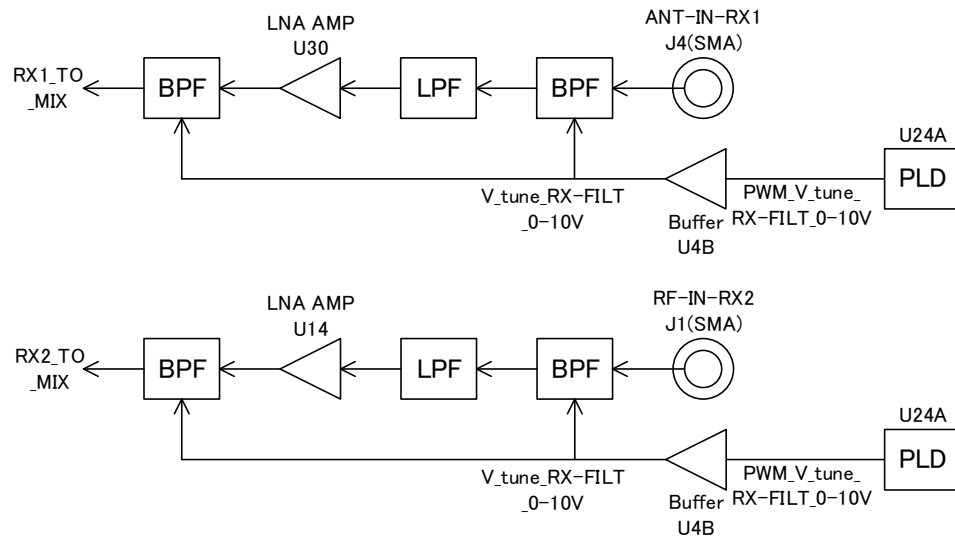 LNA AMP
U30
ANT-IN-RX1
J4(SMA)
RX1_TO
_MIX
BPF
LPF
BPF
U24A
PLD
V_tune_RX-FILT
_0-10V
Buffer
U4B
PWM_V_tune_
RX-FILT_0-10V
LNA AMP
U14
RF-IN-RX2
J1(SMA)
RX2_TO
_MIX
BPF
LPF
BPF
U24A
PLD
V_tune_RX-FILT
_0-10V
Buffer
U4B
PWM_V_tune_
RX-FILT_0-10V